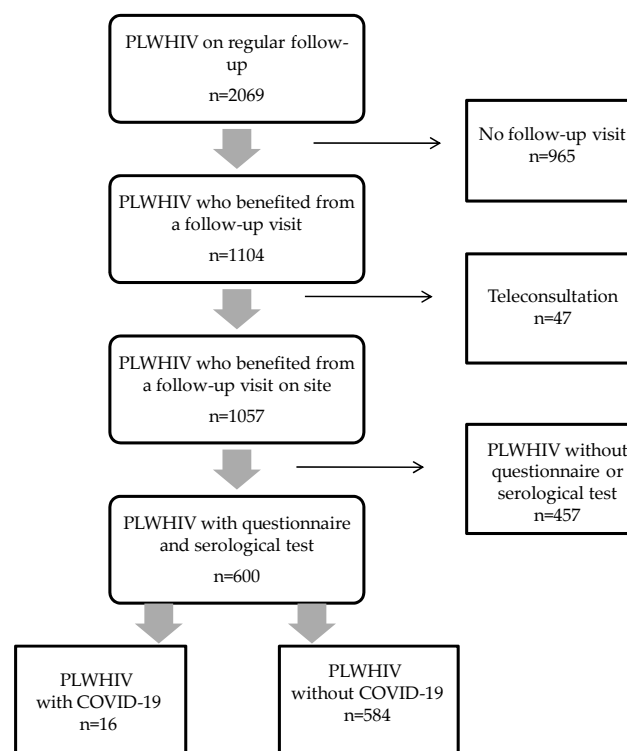 PLWHIV on regular follow-
up
n=2069
No follow-up visit
n=965
PLWHIV who benefited from
a follow-up visit
n=1104
Teleconsultation
n=47
PLWHIV who benefited from
a follow-up visit on site
n=1057
PLWHIV without
questionnaire or
serological test
n=457
PLWHIV with questionnaire
and serological test
n=600
PLWHIV
with COVID-19
n=16
PLWHIV
without COVID-19
n=584